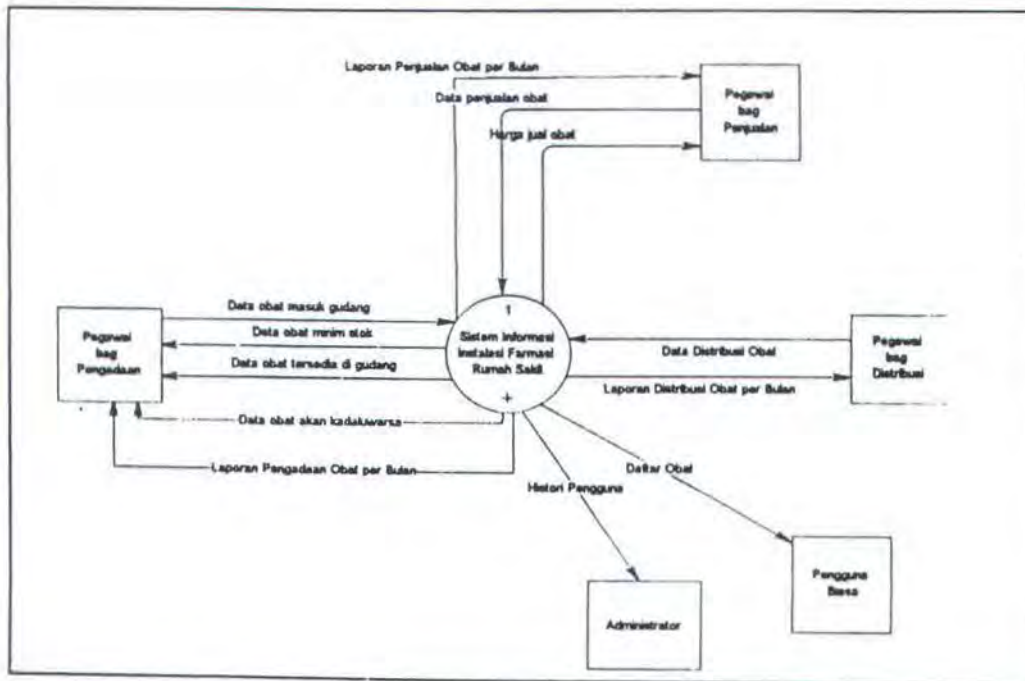 Laporan Penjualan Obat per Bulan
Data penjualan obat
Harga jual obat
Pegawai
bag
Penjualan
Data obat masuk gudang
Data obat minim stok
Data obat tersedia di gudang
Data obat akan kadaluwarsa
Laporan Pengadaan Obat per Bulan
Pegawai
bag
Pengadaan
1
Sistem Informasi
Instalasi Farmasi
Rumah Sakit
+
Data Distribusi Obat
Laporan Distribusi Obat per Bulan
Pegawai
bag
Distribusi
Daftar Obat
Histori Pengguna
Pengguna
Biasa
Administrator